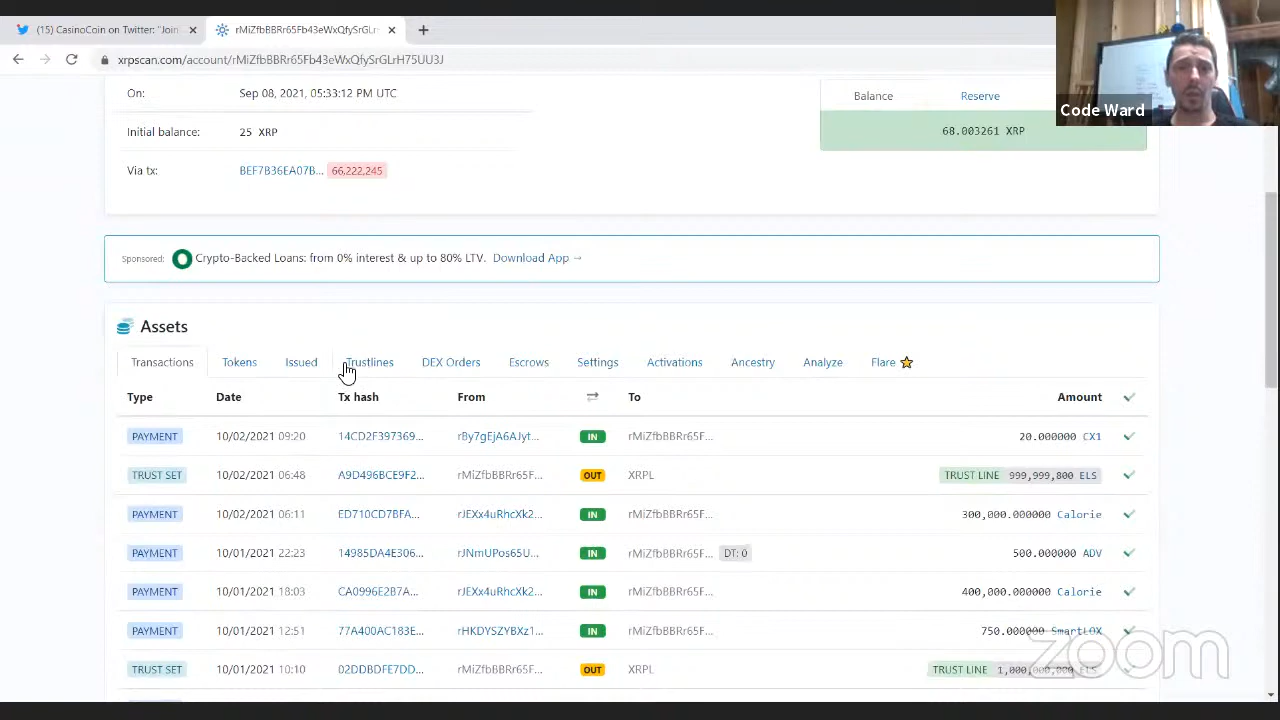 (15) CasinoCoin on Twitter: "Join
rMiZfbBBRr65Fb43eWxQfySrGLr
xrpscan.com/account/rMiZfbBBRr65Fb43eWxQfySrGLrH75UU3J
Code Ward
On: Sep 08, 2021, 05:33:12 PM UTC
Balance Reserve
Initial balance: 25 XRP
68.003261 XRP
Via tx: BEF7B36EA07B... 66,222,245
Sponsored: Crypto-Backed Loans: from 0% interest & up to 80% LTV. Download App →
Assets
Transactions Tokens Issued Trustlines DEX Orders Escrows Settings Activations Ancestry Analyze Flare
Type Date Tx hash From To Amount
PAYMENT 10/02/2021 09:20 14CD2F397369... rBy7gEjA6AJyt... IN rMiZfbBBRr65F... 20.000000 CX1
TRUST SET 10/02/2021 06:48 A9D496BCE9F2... rMiZfbBBRr65F... OUT XRPL TRUST LINE 999,999,800 ELS
PAYMENT 10/02/2021 06:11 ED710CD7BFA... rJEXx4uRhcXk2... IN rMiZfbBBRr65F... 300,000.000000 Calorie
PAYMENT 10/01/2021 22:23 14985DA4E306... rJNmUPos65U... IN rMiZfbBBRr65F... DT: 0 500.000000 ADV
PAYMENT 10/01/2021 18:03 CA0996E2B7A... rJEXx4uRhcXk2... IN rMiZfbBBRr65F... 400,000.000000 Calorie
PAYMENT 10/01/2021 12:51 77A400AC183E... rHKDYSZYBXz1... IN rMiZfbBBRr65F... 750.000000 SmartLOX
TRUST SET 10/01/2021 10:10 02DDBDFE7DD... rMiZfbBBRr65F... OUT XRPL TRUST LINE 1,000,000,000 ELS
zoom